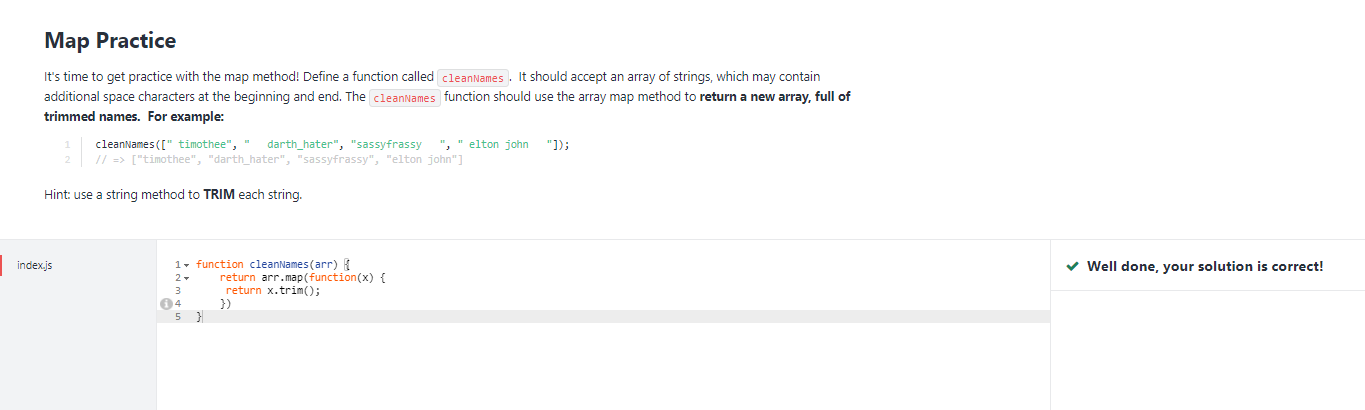 Map Practice
It's time to get practice with the map method! Define a function called cleanNames. It should accept an array of strings, which may contain
additional space characters at the beginning and end. The cleanNames function should use the array map method to return a new array, full of
trimmed names. For example:
1 cleanNames([" timothee", "   darth_hater", "sassyfrassy   ", " elton john   "]);
2 // => ["timothee", "darth_hater", "sassyfrassy", "elton john"]
Hint: use a string method to TRIM each string.
index.js
1 function cleanNames(arr) {
2     return arr.map(function(x) {
3      return x.trim();
i 4     })
5 }
Well done, your solution is correct!